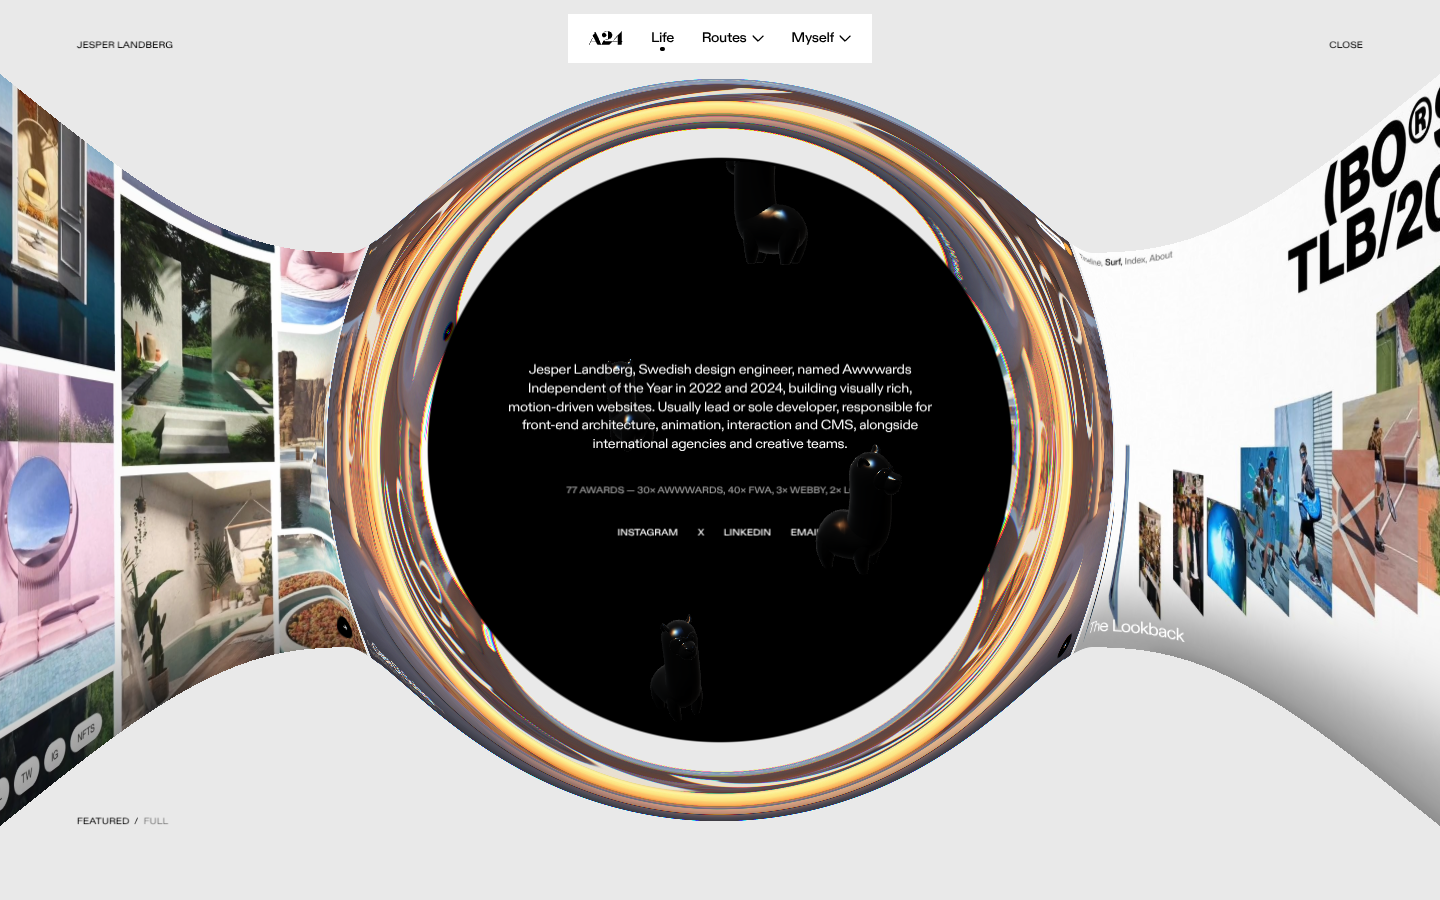 JESPER LANDBERG
A24
Life
Routes
Myself
CLOSE
(BO®S
TLB/20
Surf, Index, About
Jesper Landberg, Swedish design engineer, named Awwwards
Independent of the Year in 2022 and 2024, building visually rich,
motion-driven websites. Usually lead or sole developer, responsible for
front-end architecture, animation, interaction and CMS, alongside
international agencies and creative teams.
77 AWARDS — 30× AWWWARDS, 40× FWA, 3× WEBBY, 2×
INSTAGRAM X LINKEDIN EMAIL
The Lookback
NFTS
IG
TW
FEATURED / FULL